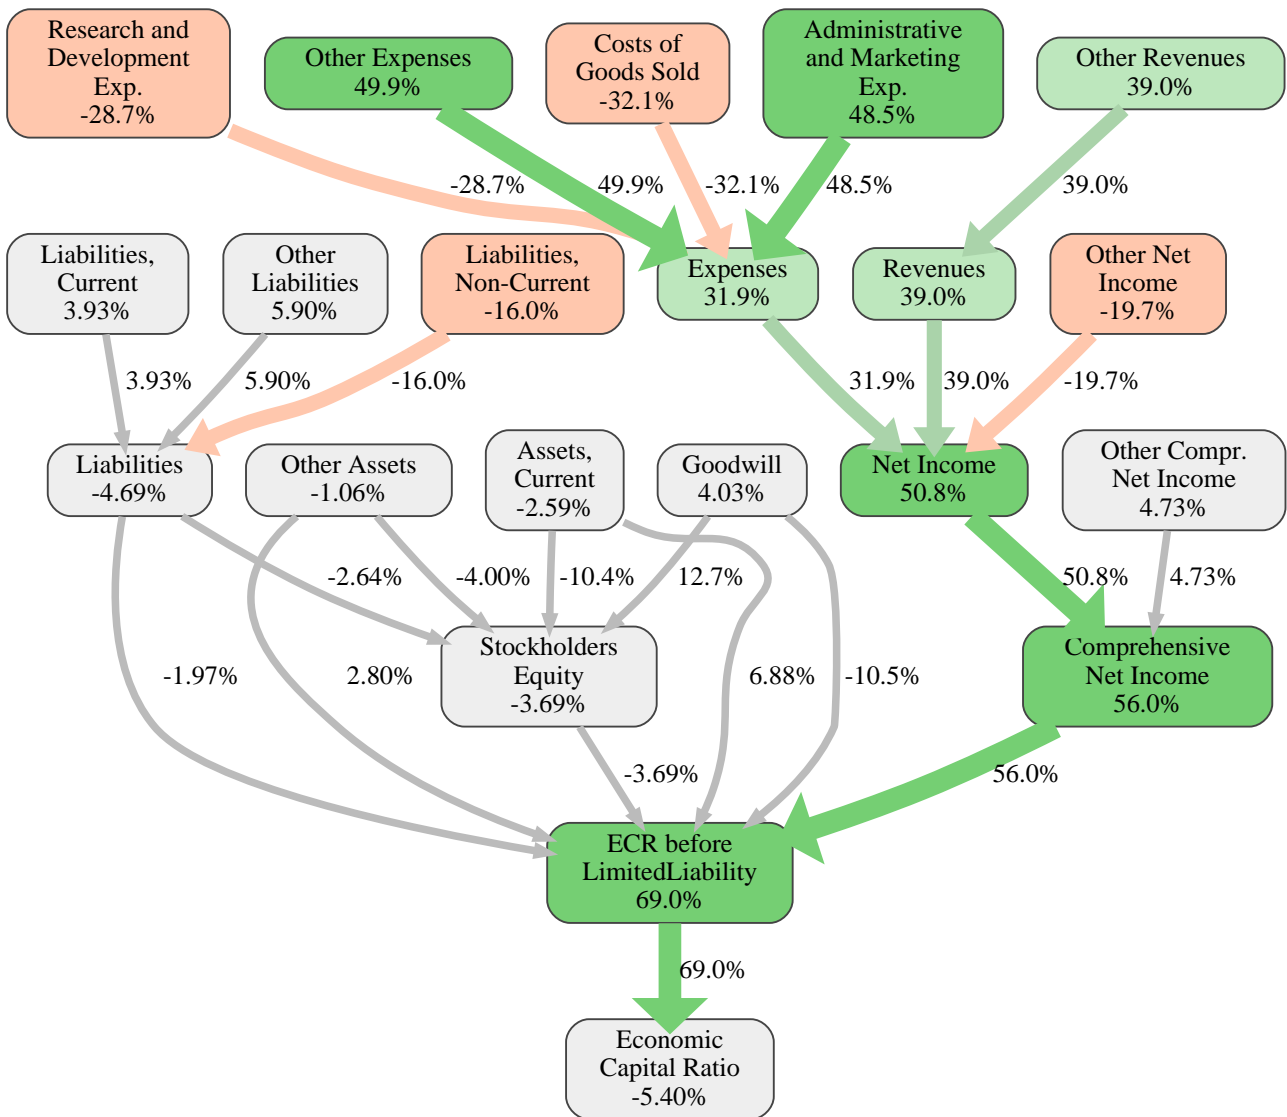 Research and
Development
Exp.
-28.7%
Other Expenses
49.9%
Costs of
Goods Sold
-32.1%
Administrative
and Marketing
Exp.
48.5%
Other Revenues
39.0%
-28.7%
49.9%
-32.1%
48.5%
39.0%
Liabilities,
Current
3.93%
Other
Liabilities
5.90%
Liabilities,
Non-Current
-16.0%
Expenses
31.9%
Revenues
39.0%
Other Net
Income
-19.7%
3.93%
5.90%
-16.0%
31.9%
39.0%
-19.7%
Liabilities
-4.69%
Other Assets
-1.06%
Assets,
Current
-2.59%
Goodwill
4.03%
Net Income
50.8%
Other Compr.
Net Income
4.73%
-2.64%
-4.00%
-10.4%
12.7%
50.8%
4.73%
Stockholders
Equity
-3.69%
Comprehensive
Net Income
56.0%
-1.97%
2.80%
6.88%
-10.5%
-3.69%
56.0%
ECR before
LimitedLiability
69.0%
69.0%
Economic
Capital Ratio
-5.40%